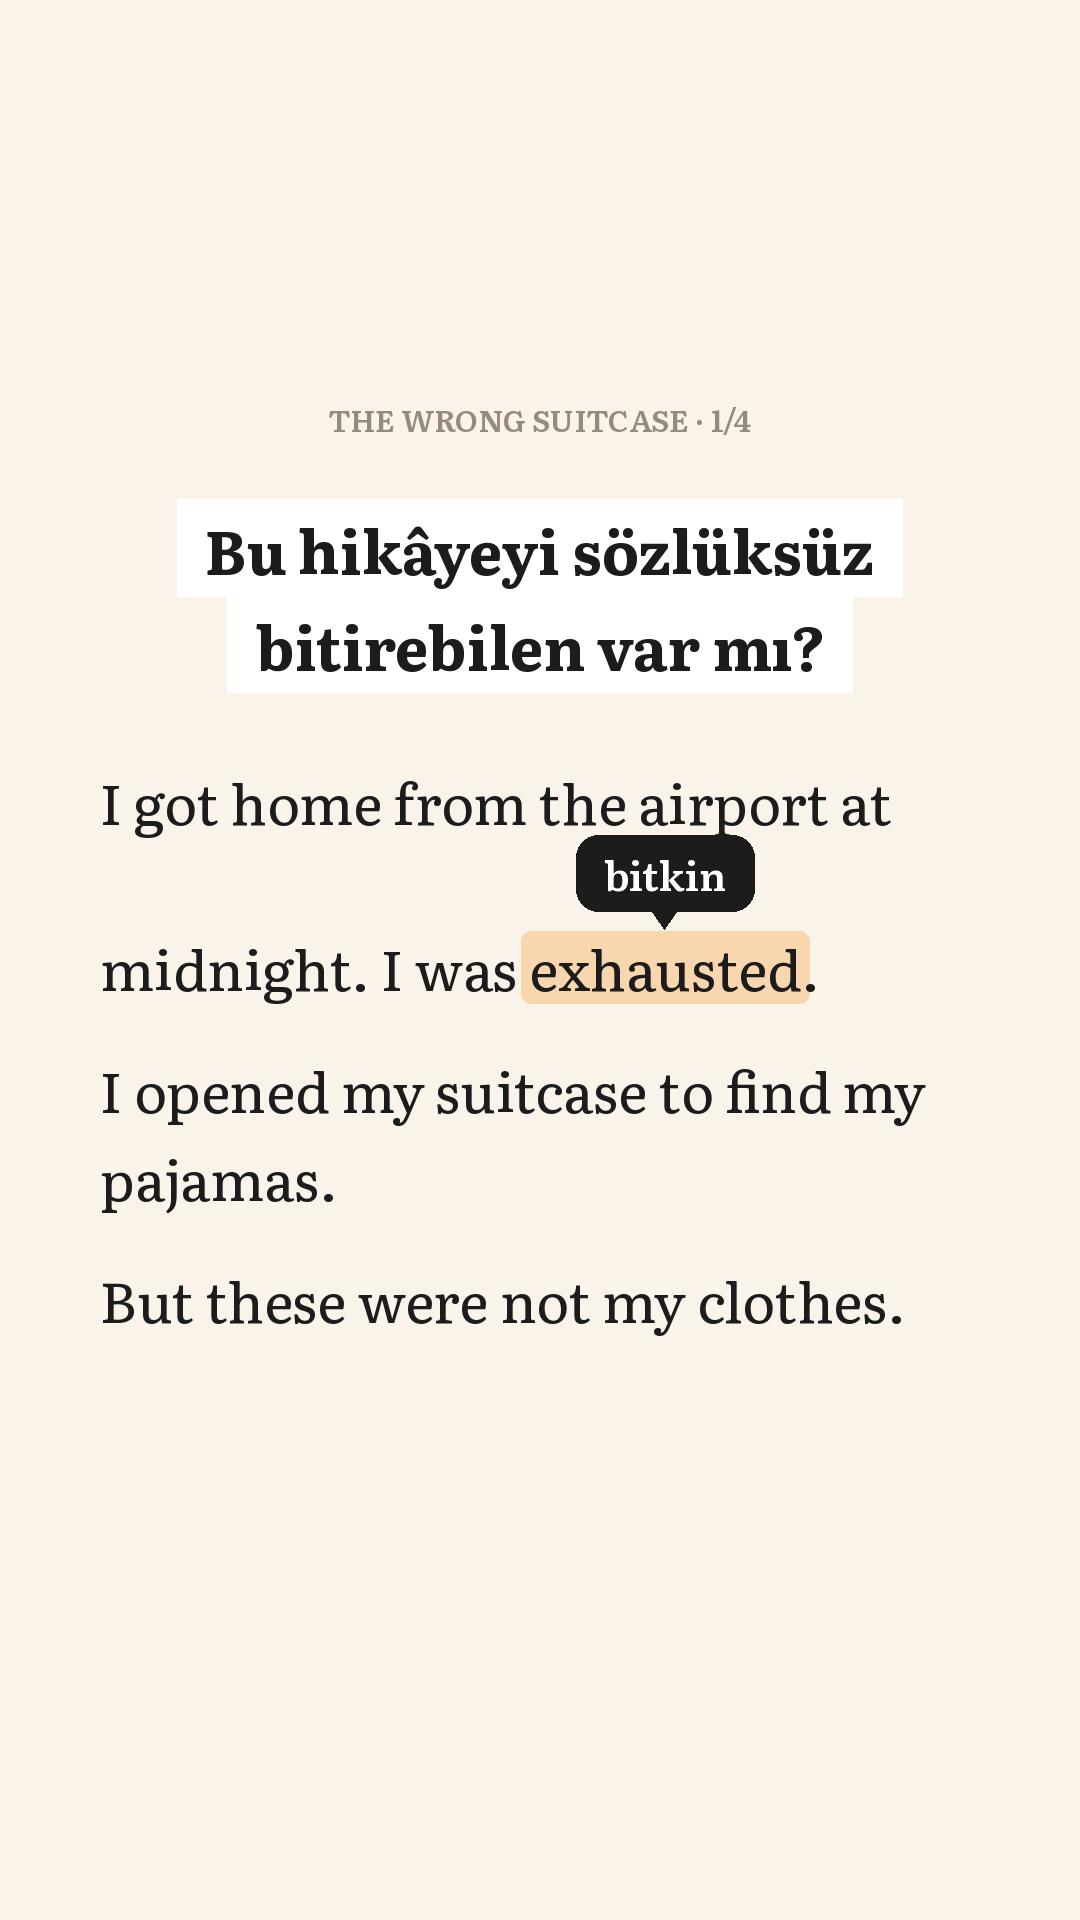 THE WRONG SUITCASE · 1/4
Bu hikâyeyi sözlüksüz
bitirebilen var mı?
I got home from the airport at
bitkin
midnight. I was exhausted.
I opened my suitcase to find my
pajamas.
But these were not my clothes.